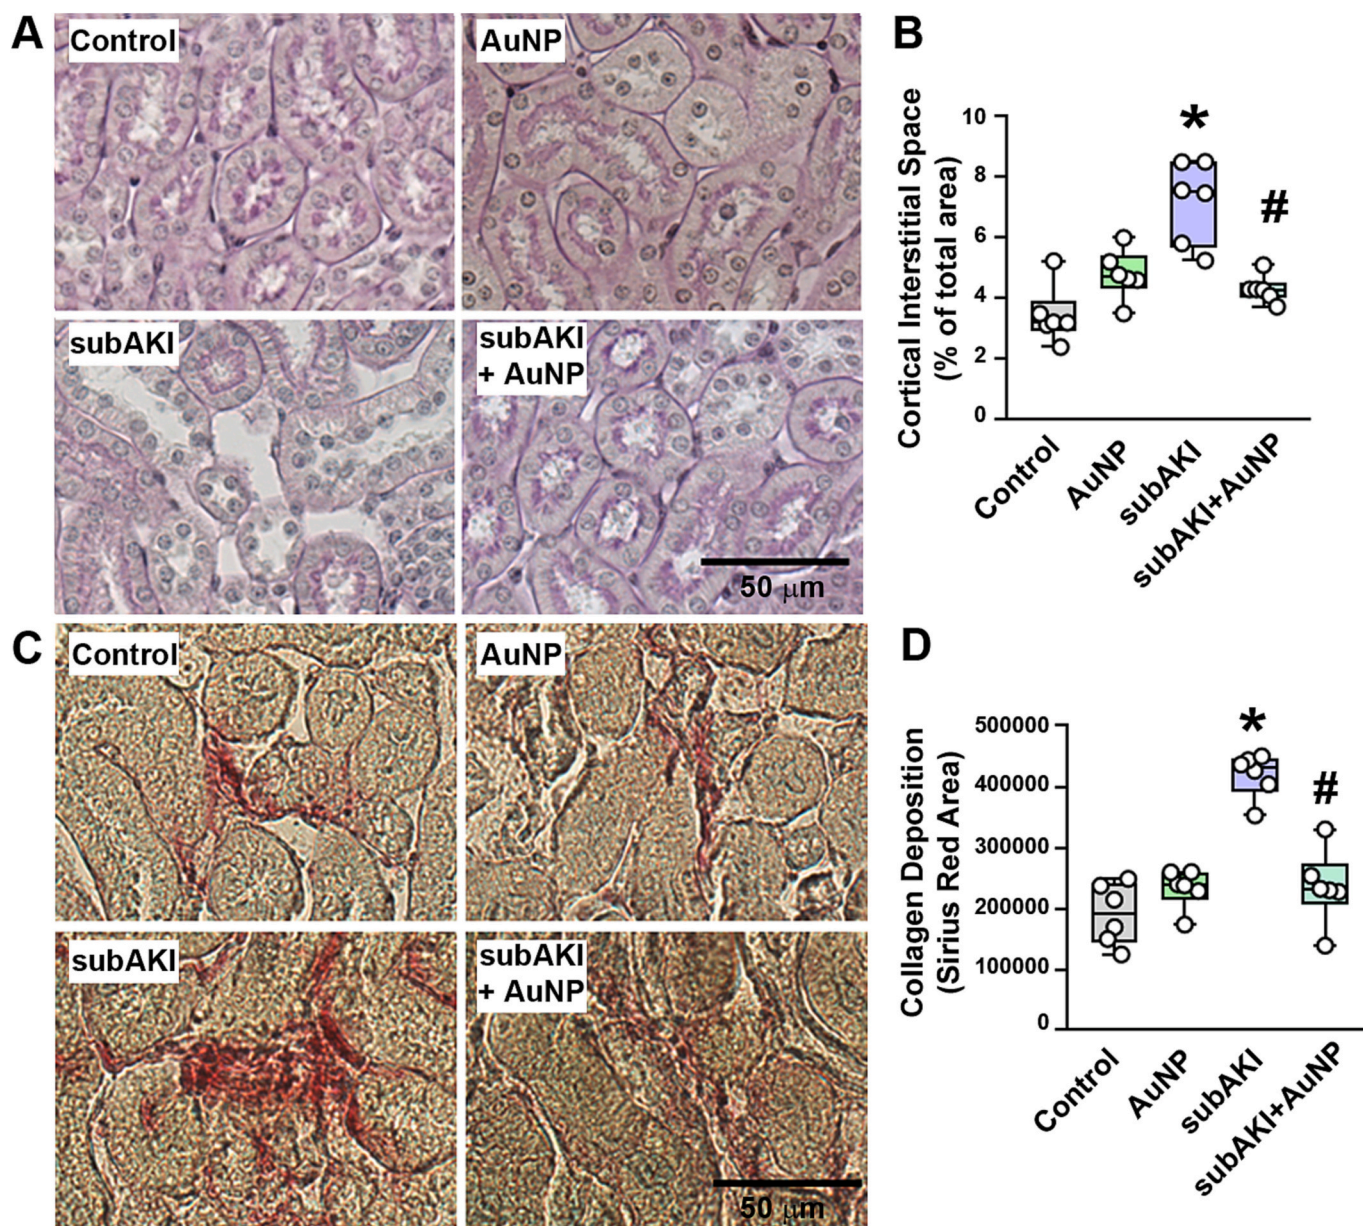 A
Control
AuNP
subAKI
subAKI
+ AuNP
50 μm
B
Cortical Interstitial Space
(% of total area)
10
8
6
4
2
0
*
#
Control
AuNP
subAKI
subAKI+AuNP
C
Control
AuNP
subAKI
subAKI
+ AuNP
50 μm
D
Collagen Deposition
(Sirius Red Area)
500000
400000
300000
200000
100000
0
*
#
Control
AuNP
subAKI
subAKI+AuNP